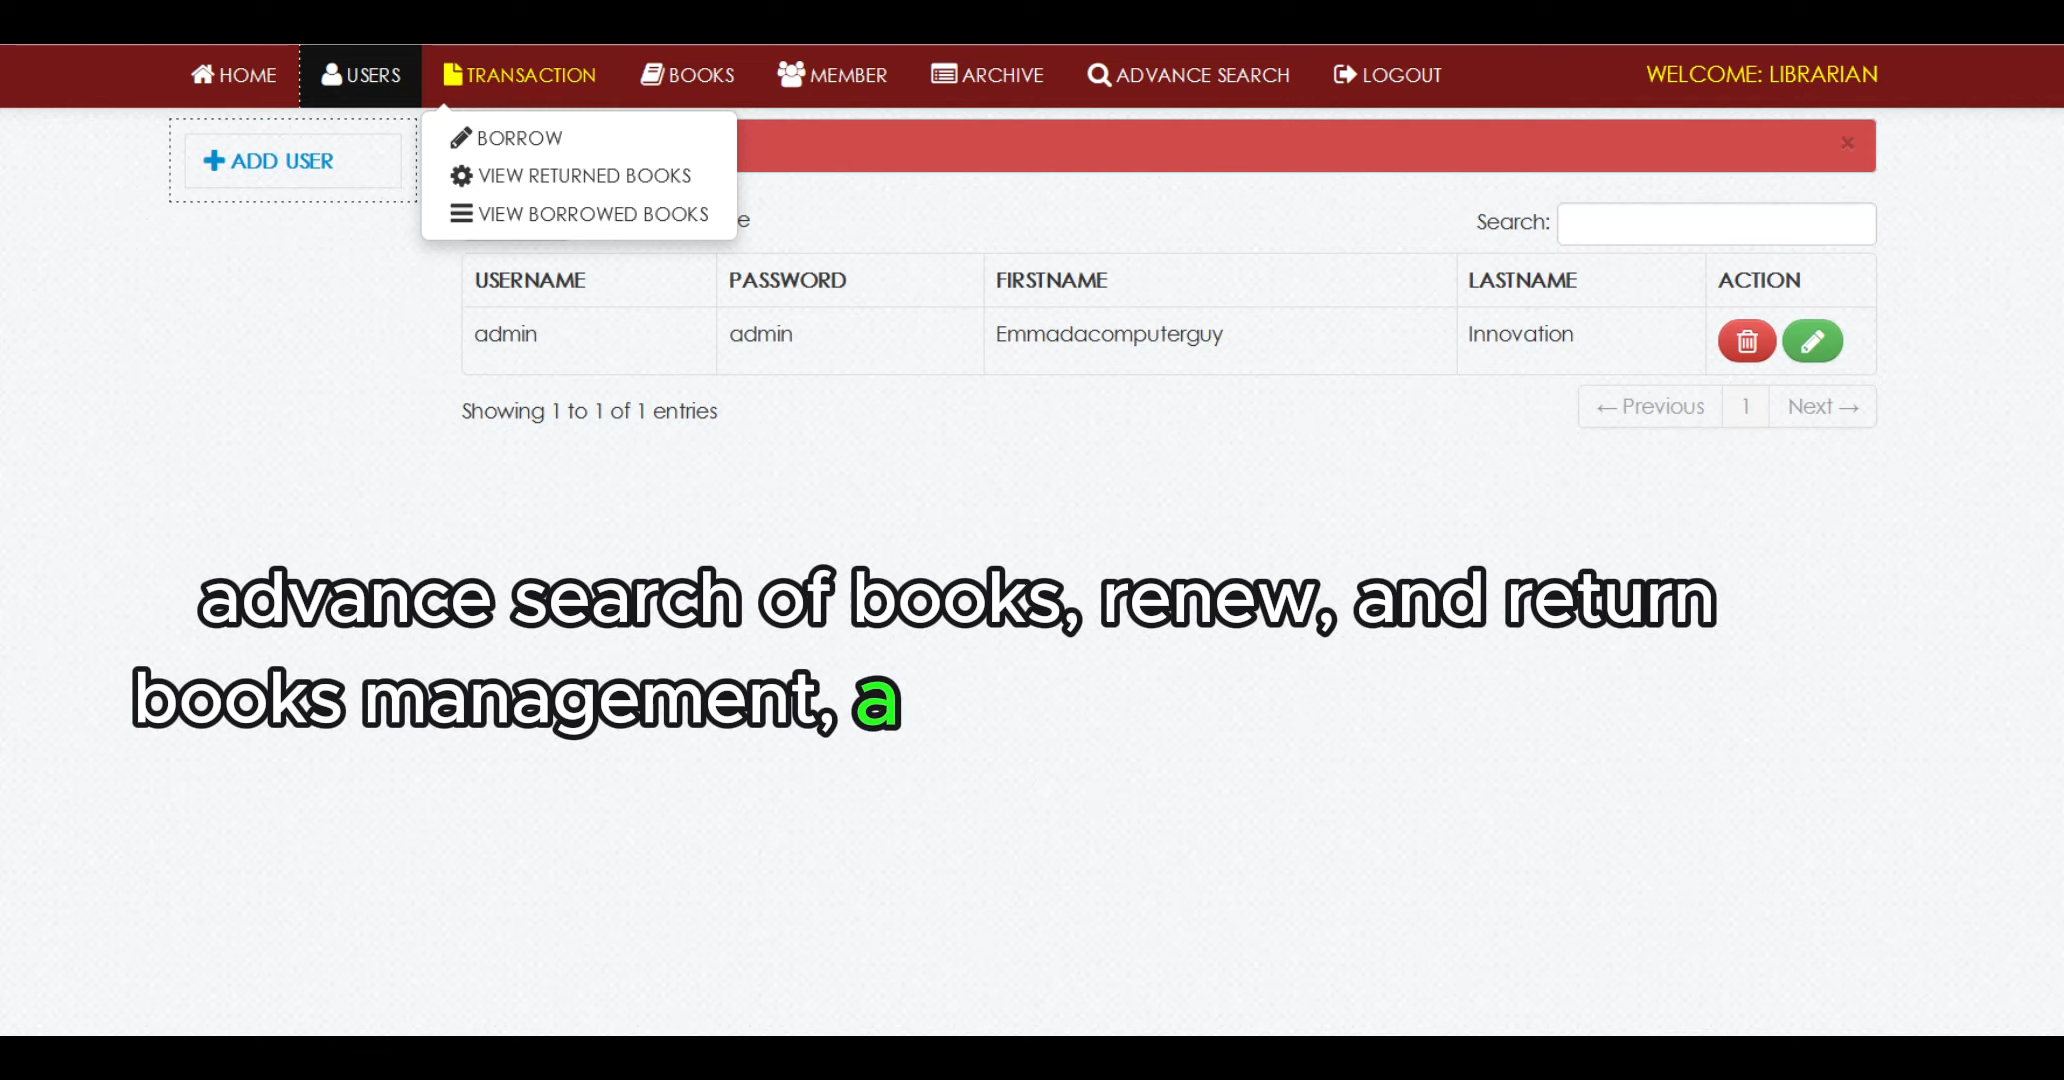 HOME USERS TRANSACTION BOOKS MEMBER ARCHIVE ADVANCE SEARCH LOGOUT WELCOME: LIBRARIAN
+ ADD USER
BORROW
VIEW RETURNED BOOKS
VIEW BORROWED BOOKS
e
Search:
USERNAME PASSWORD FIRSTNAME LASTNAME ACTION
admin admin Emmadacomputerguy Innovation
Showing 1 to 1 of 1 entries
← Previous 1 Next →
advance search of books, renew, and return
books management, a